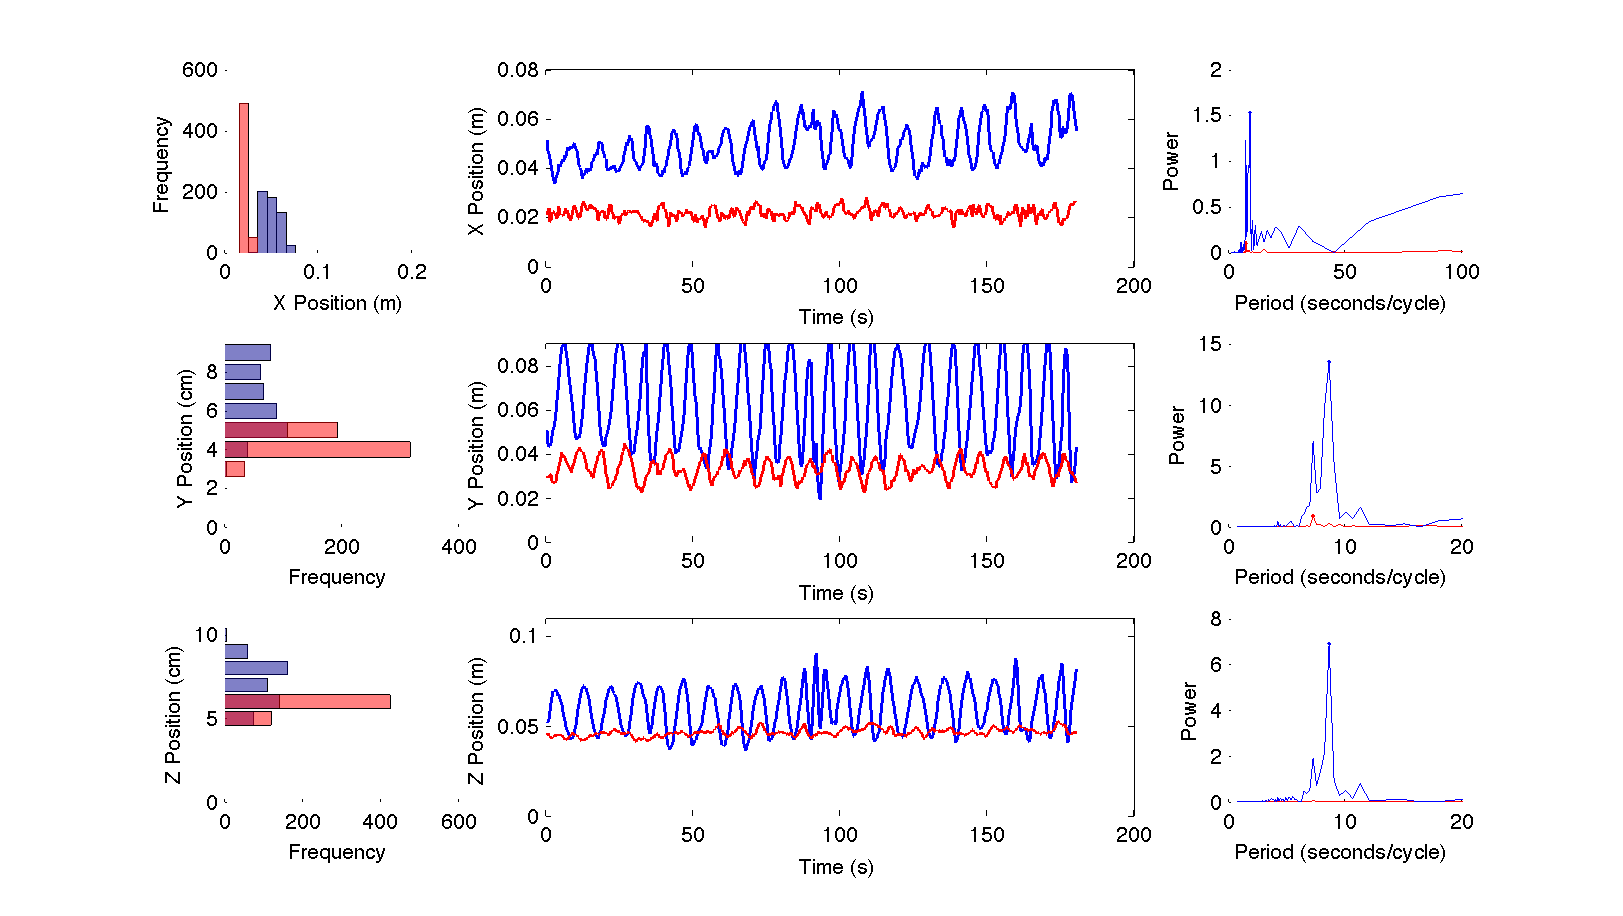 600
400
200
0
Frequency
0 0.1 0.2
X Position (m)
0.08
0.06
0.04
0.02
0
X Position (m)
0 50 100 150 200
Time (s)
2
1.5
1
0.5
0
Power
0 50 100
Period (seconds/cycle)
8
6
4
2
0
Y Position (cm)
0 200 400
Frequency
0.08
0.06
0.04
0.02
0
Y Position (m)
0 50 100 150 200
Time (s)
15
10
5
0
Power
0 10 20
Period (seconds/cycle)
10
5
0
Z Position (cm)
0 200 400 600
Frequency
0.1
0.05
0
Z Position (m)
0 50 100 150 200
Time (s)
8
6
4
2
0
Power
0 10 20
Period (seconds/cycle)